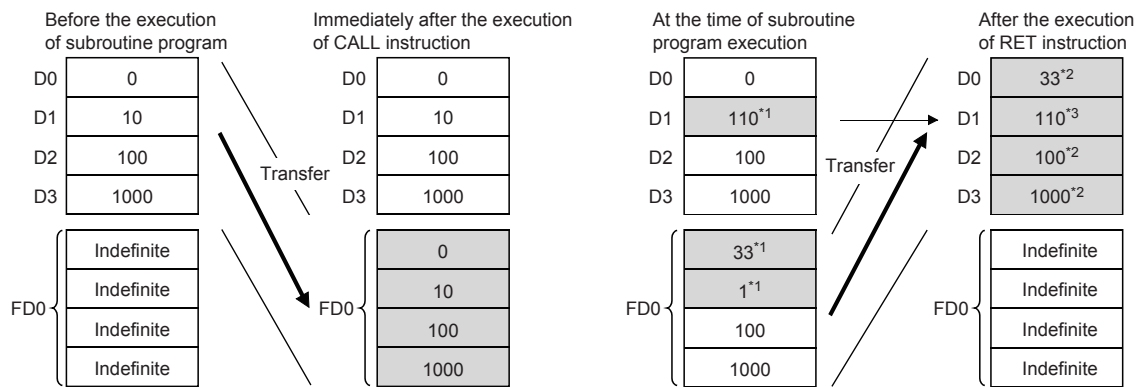 Before the execution
of subroutine program
Immediately after the execution
of CALL instruction
At the time of subroutine
program execution
After the execution
of RET instruction
D0 0 D0 0 D0 0 D0 33*2
D1 10 D1 10 D1 110*1 D1 110*3
D2 100 D2 100 D2 100 D2 100*2
Transfer Transfer
D3 1000 D3 1000 D3 1000 D3 1000*2
Indefinite 0 33*1 Indefinite
Indefinite 10 1*1 Indefinite
FD0 FD0 FD0 FD0
Indefinite 100 100 Indefinite
Indefinite 1000 1000 Indefinite